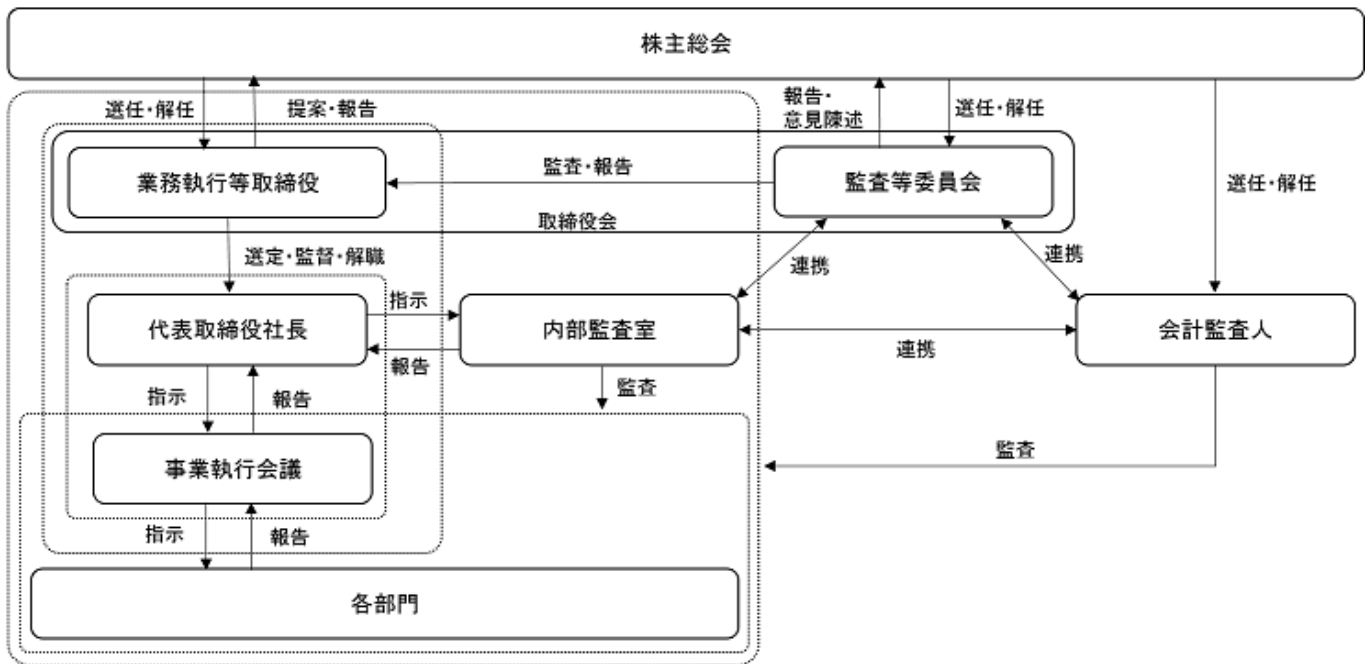 株主総会
選任・解任
提案・報告
報告・
意見陳述
選任・解任
選任・解任
業務執行等取締役
監査・報告
監査等委員会
取締役会
選定・監督・解職
連携
連携
代表取締役社長
指示
報告
内部監査室
連携
会計監査人
指示
報告
監査
事業執行会議
監査
指示
報告
各部門